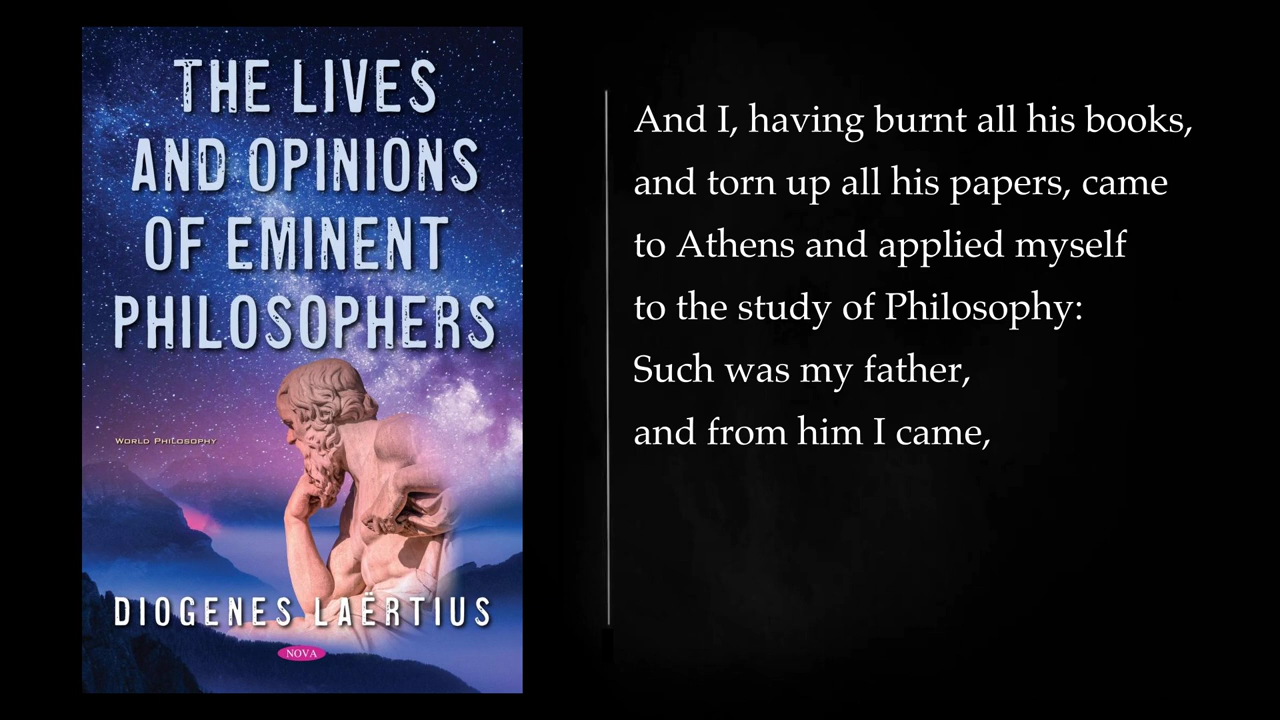 THE LIVES
AND OPINIONS
OF EMINENT
PHILOSOPHERS
WORLD PHILOSOPHY
DIOGENES LAËRTIUS
NOVA
And I, having burnt all his books,
and torn up all his papers, came
to Athens and applied myself
to the study of Philosophy:
Such was my father,
and from him I came,